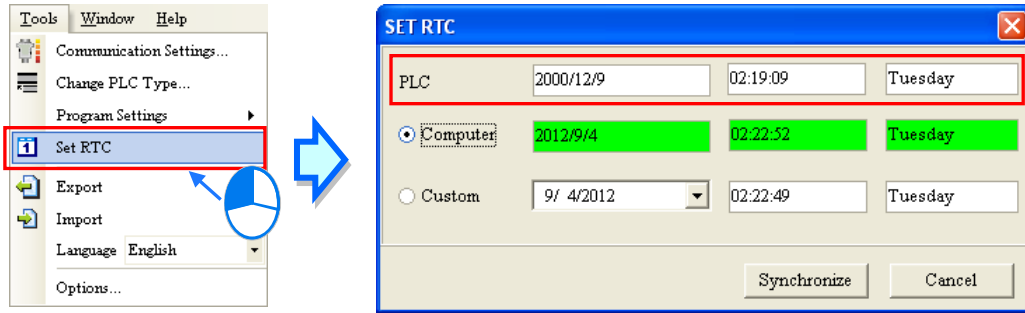 Tools Window Help
Communication Settings...
Change PLC Type...
Program Settings
1 Set RTC
Export
Import
Language English
Options...
SET RTC
PLC 2000/12/9 02:19:09 Tuesday
Computer 2012/9/4 02:22:52 Tuesday
Custom 9/ 4/2012 02:22:49 Tuesday
Synchronize Cancel